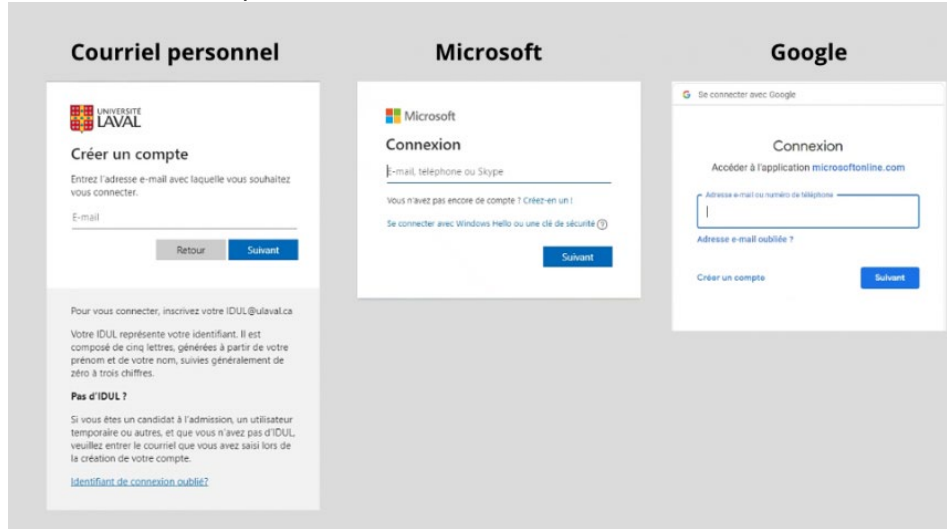 Courriel personnel
UNIVERSITÉ
LAVAL
Créer un compte
Entrez l'adresse e-mail avec laquelle vous souhaitez
vous connecter.
E-mail
Retour
Suivant
Pour vous connecter, inscrivez votre IDUL@ulaval.ca
Votre IDUL représente votre identifiant. Il est
composé de cinq lettres, générées à partir de votre
prénom et de votre nom, suivies généralement de
zéro à trois chiffres.
Pas d'IDUL ?
Si vous êtes un candidat à l'admission, un utilisateur
temporaire ou autres, et que vous n'avez pas d'IDUL,
veuillez entrer le courriel que vous avez saisi lors de
la création de votre compte.
Identifiant de connexion oublié?
Microsoft
Microsoft
Connexion
E-mail, téléphone ou Skype
Vous n'avez pas encore de compte ? Créez-en un !
Se connecter avec Windows Hello ou une clé de sécurité ?
Suivant
Google
G Se connecter avec Google
Connexion
Accéder à l'application microsoftonline.com
Adresse e-mail ou numéro de téléphone
Adresse e-mail oubliée ?
Créer un compte
Suivant